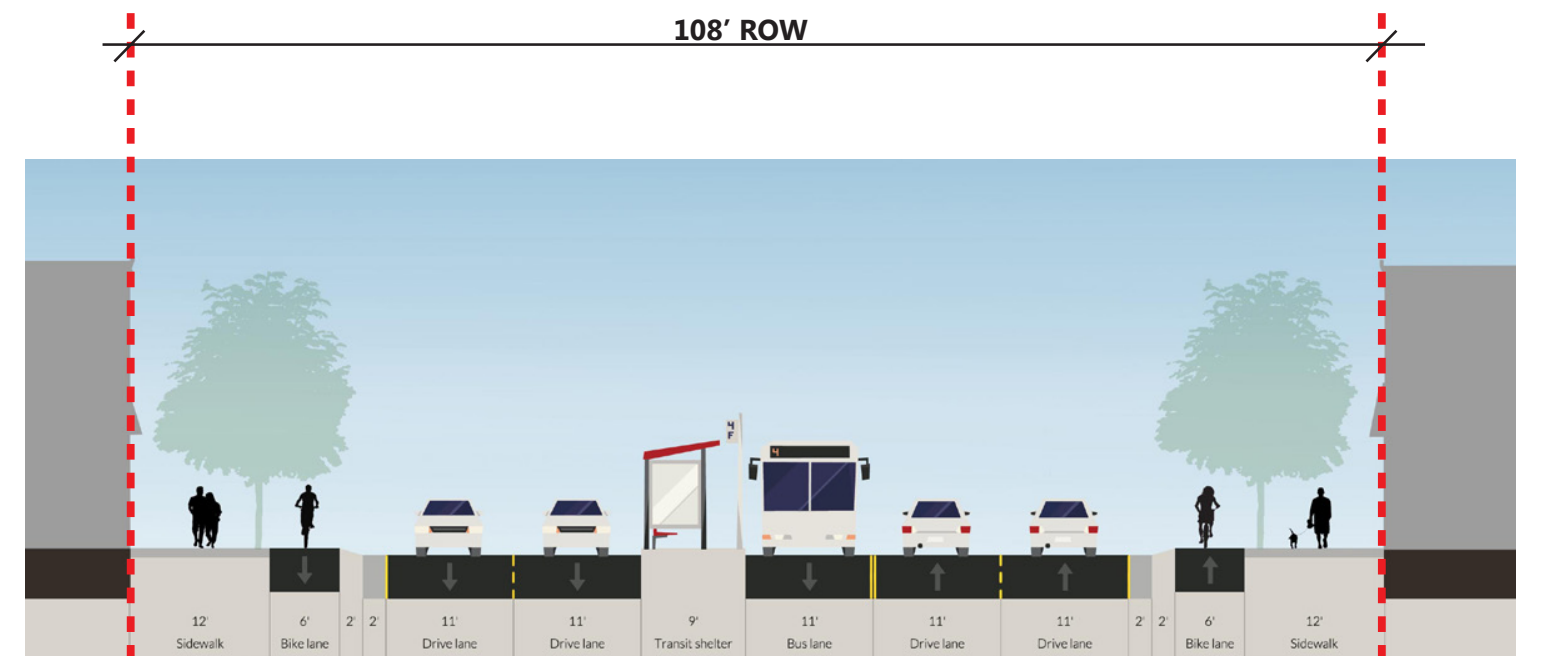 108’ ROW
4
F
4
12' 6' 2' 2' 11' 11' 9' 11' 11' 11' 2' 2' 6' 12'
Sidewalk Bike lane Drive lane Drive lane Transit shelter Bus lane Drive lane Drive lane Bike lane Sidewalk